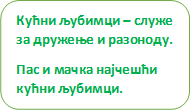 Кућни љубимци – служе
за дружење и разоноду.
Пас и мачка најчешћи
кућни љубимци.